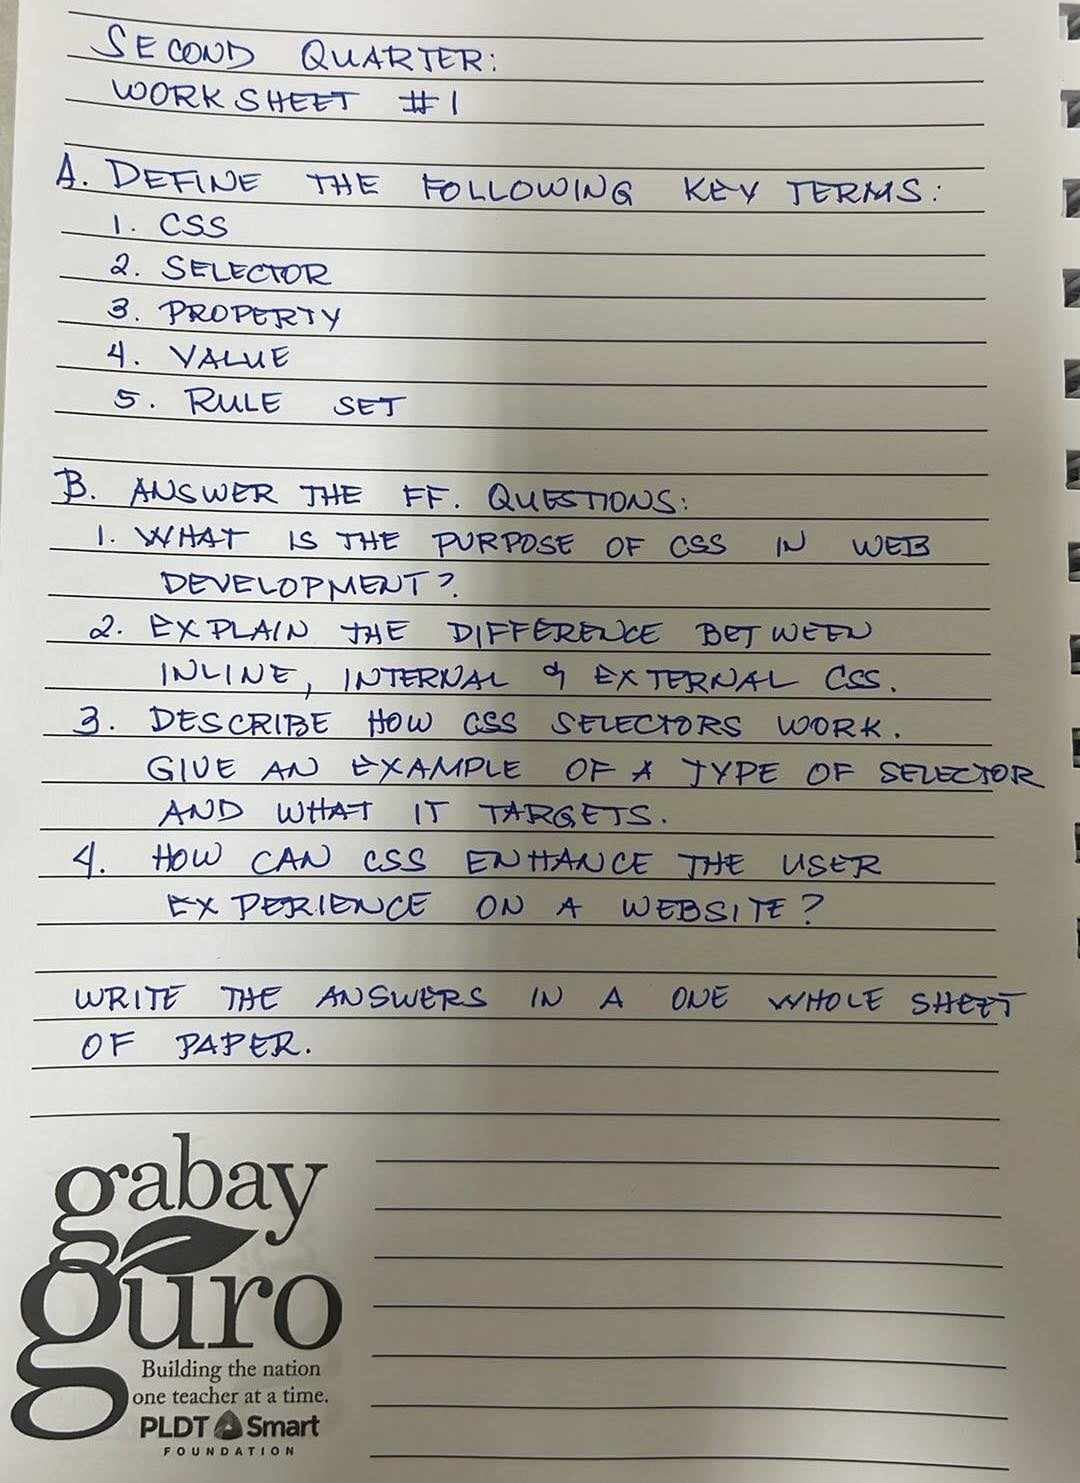 SECOND QUARTER:
WORKSHEET #1
A. DEFINE THE FOLLOWING KEY TERMS:
1. CSS
2. SELECTOR
3. PROPERTY
4. VALUE
5. RULE SET
B. ANSWER THE FF. QUESTIONS:
1. WHAT IS THE PURPOSE OF CSS IN WEB
DEVELOPMENT?
2. EXPLAIN THE DIFFERENCE BETWEEN
INLINE, INTERNAL & EXTERNAL CSS.
3. DESCRIBE HOW CSS SELECTORS WORK.
GIVE AN EXAMPLE OF A TYPE OF SELECTOR
AND WHAT IT TARGETS.
4. HOW CAN CSS ENHANCE THE USER
EXPERIENCE ON A WEBSITE?
WRITE THE ANSWERS IN A ONE WHOLE SHEET
OF PAPER.
gabay
guro
Building the nation
one teacher at a time.
PLDT Smart
FOUNDATION